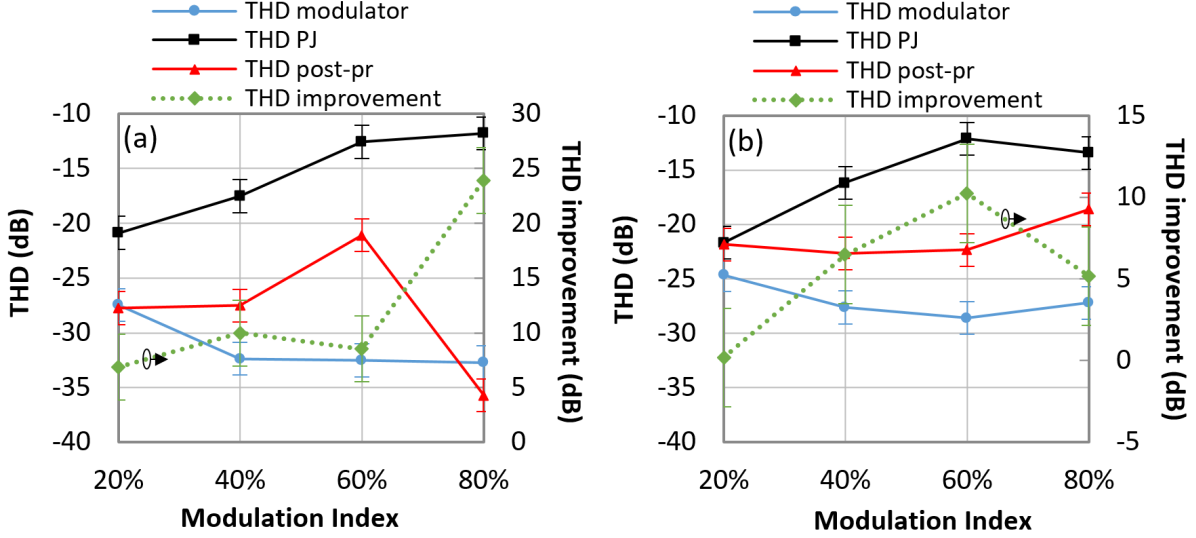 THD modulator
THD PJ
THD post-pr
THD improvement
(a)
THD (dB)
-10
-15
-20
-25
-30
-35
-40
30
25
20
15
10
5
0
THD improvement (dB)
20% 40% 60% 80%
Modulation Index
THD modulator
THD PJ
THD post-pr
THD improvement
(b)
THD (dB)
-10
-15
-20
-25
-30
-35
-40
15
10
5
0
-5
THD improvement (dB)
20% 40% 60% 80%
Modulation Index